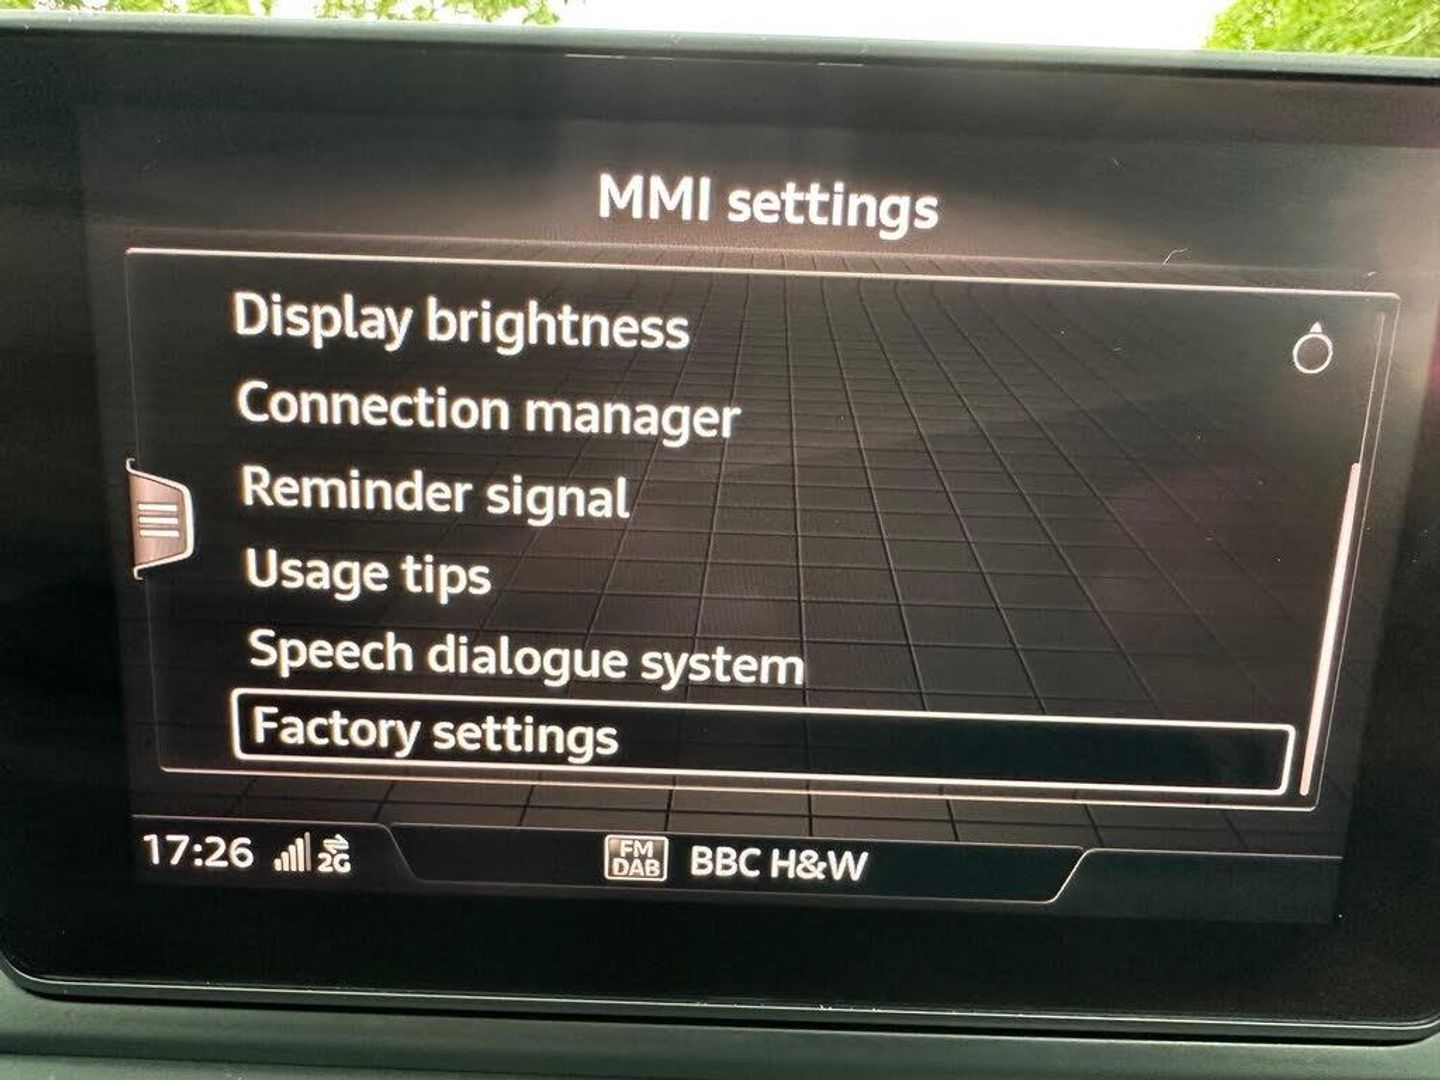 MMI settings
Display brightness
Connection manager
Reminder signal
Usage tips
Speech dialogue system
Factory settings
17:26 2G FM DAB BBC H&W